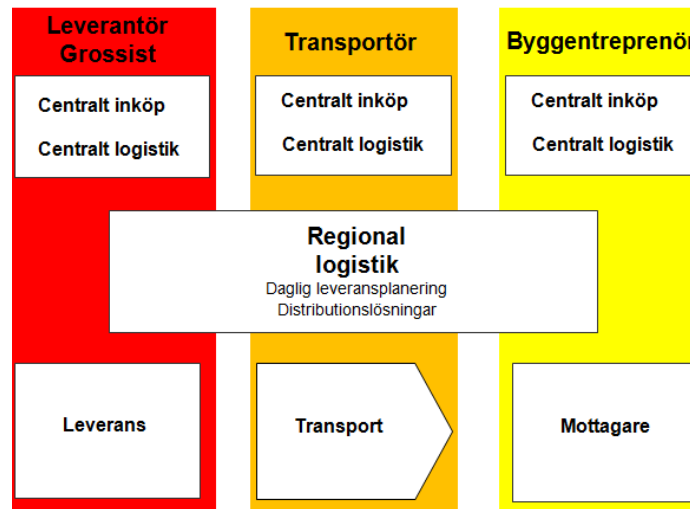 Leverantör
Grossist
Transportör
Byggentreprenör
Centralt inköp
Centralt logistik
Centralt inköp
Centralt logistik
Centralt inköp
Centralt logistik
Regional
logistik
Daglig leveransplanering
Distributionslösningar
Leverans
Transport
Mottagare